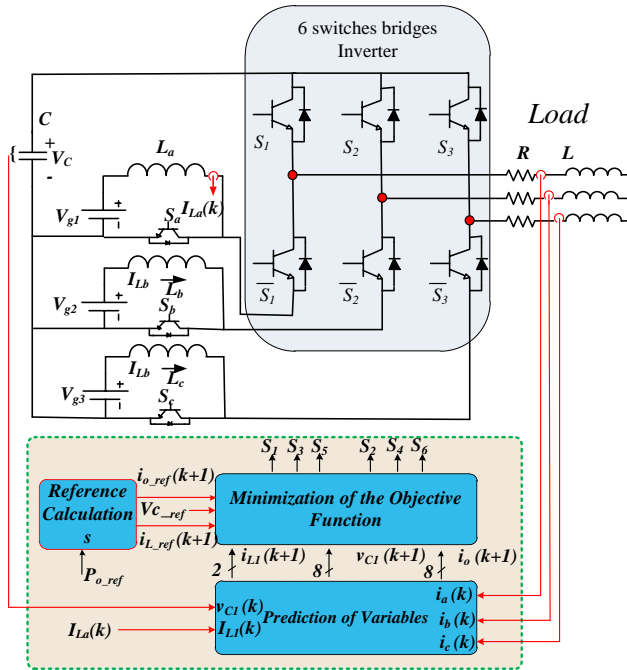 6 switches bridges
Inverter
C
+
V_C
-
{
L_a
V_g1
+
-
S_a
I_La(k)
I_Lb
L_b
V_g2
+
-
S_b
I_Lb
L_c
V_g3
+
-
S_c
S_1
S_2
S_3
S̅_1
S̅_2
S̅_3
Load
R
L
S_1 S_3 S_5 S_2 S_4 S_6
Reference
Calculation
s
i_o_ref(k+1)
Vc_ref
i_L_ref(k+1)
P_o_ref
Minimization of the Objective
Function
2
i_L1(k+1)
8
v_C1(k+1)
8
i_o(k+1)
v_C1(k)
I_L1(k)
Prediction of Variables
i_a(k)
i_b(k)
i_c(k)
I_La(k)